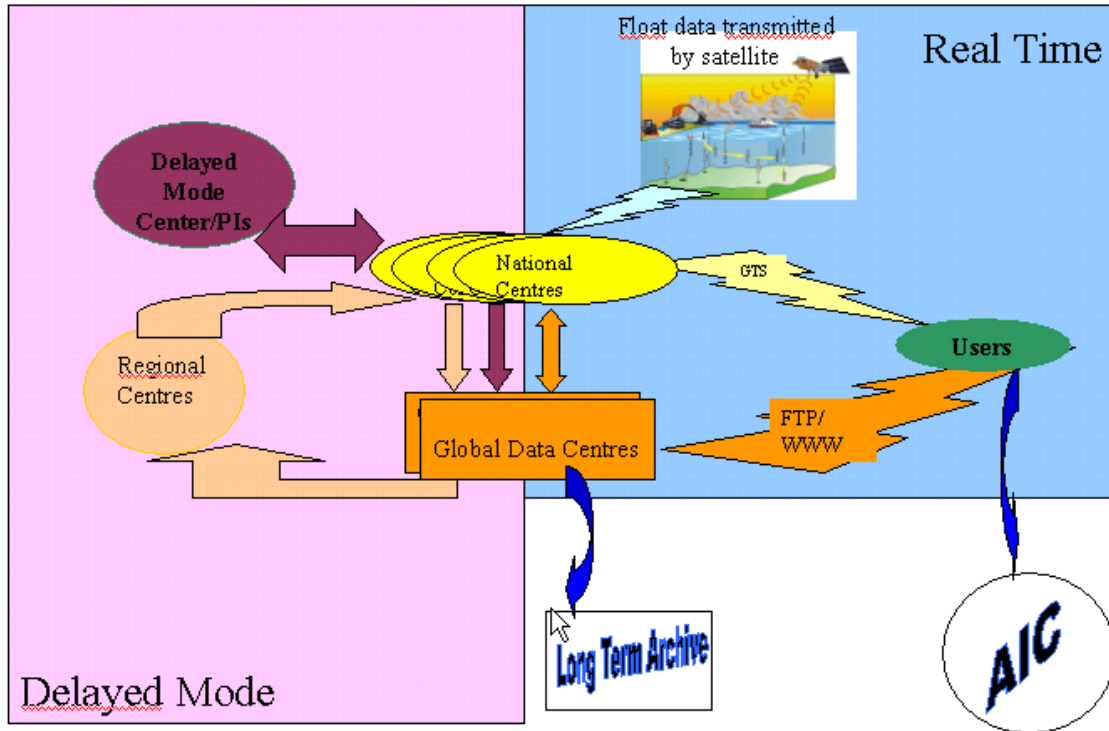 Float data transmitted
by satellite
Real Time
Delayed
Mode
Center/PIs
National
Centres
GTS
Users
Regional
Centres
Global Data Centres
FTP/
WWW
Long Term Archive
AIC
Delayed Mode